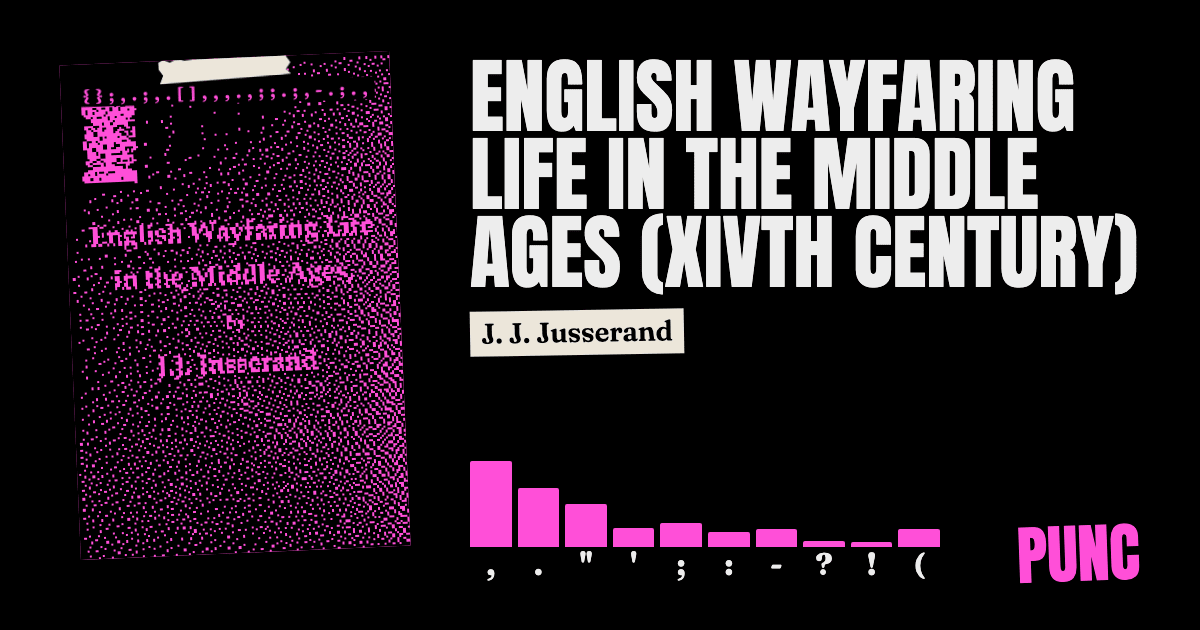 {};,.;,.[],,,.,;;.;,-.;.,
English Wayfaring Life
in the Middle Ages
by
J.J. Jusserand
ENGLISH WAYFARING
LIFE IN THE MIDDLE
AGES (XIVTH CENTURY)
J. J. Jusserand
, . " ' ; : - ? ! (
PUNC